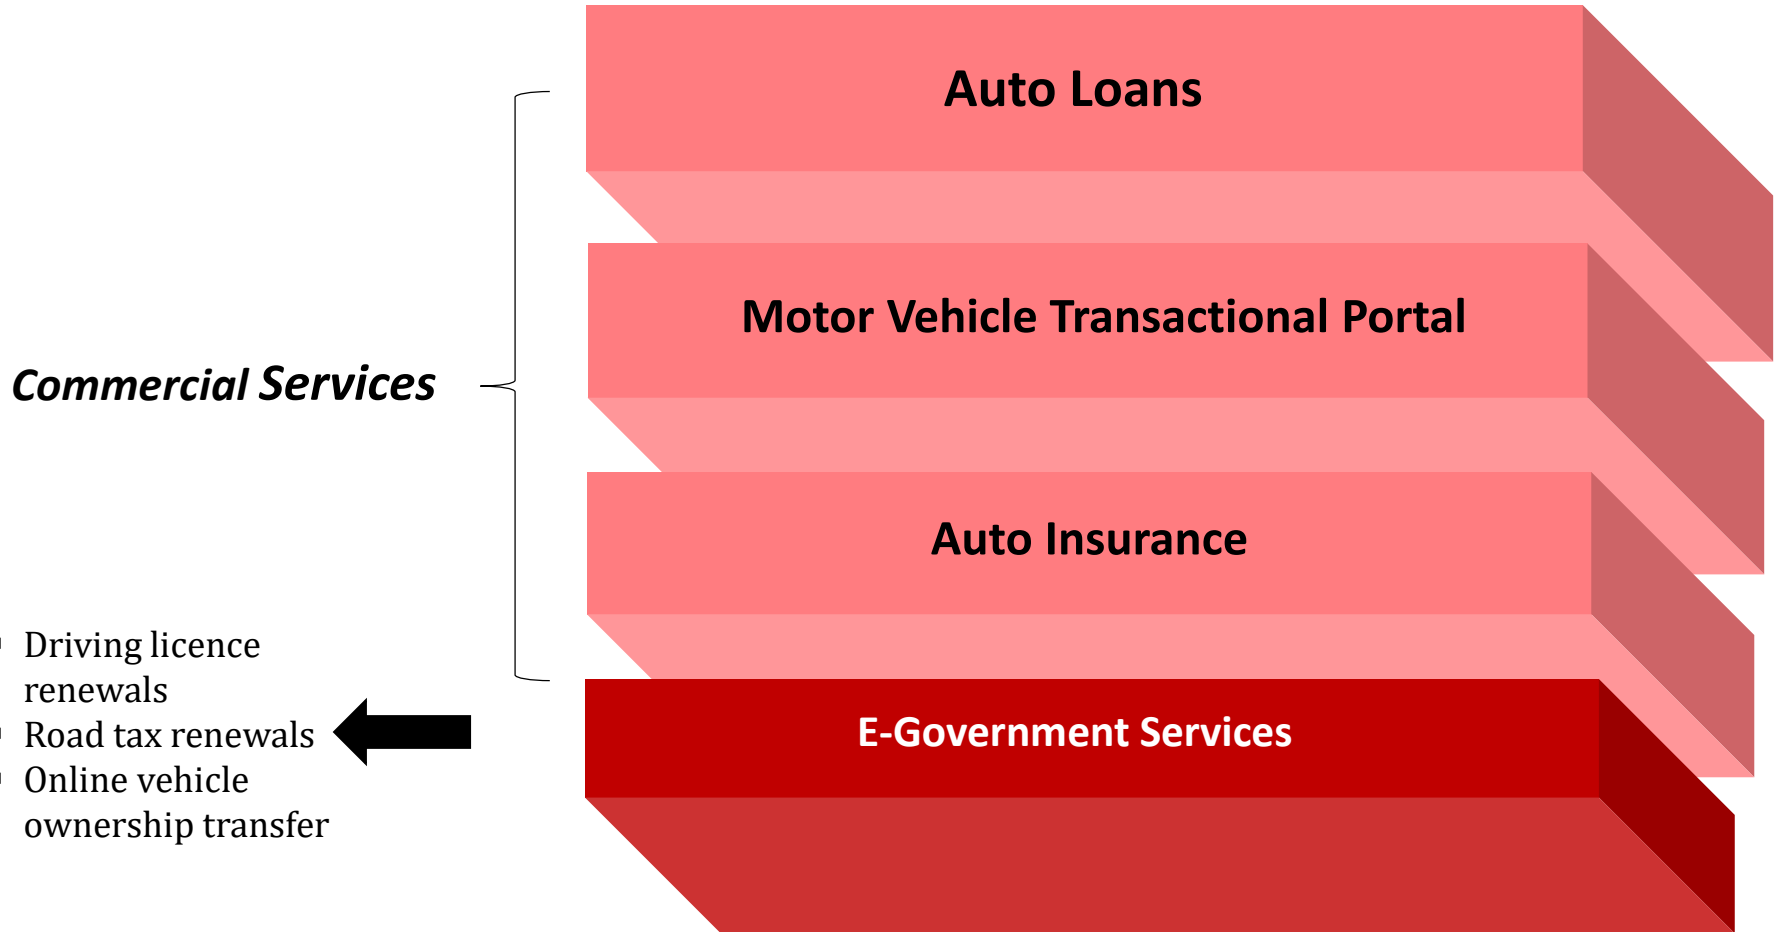 Auto Loans
Motor Vehicle Transactional Portal
Commercial Services
Auto Insurance
E-Government Services
▪ Driving licence
renewals
▪ Road tax renewals
▪ Online vehicle
ownership transfer